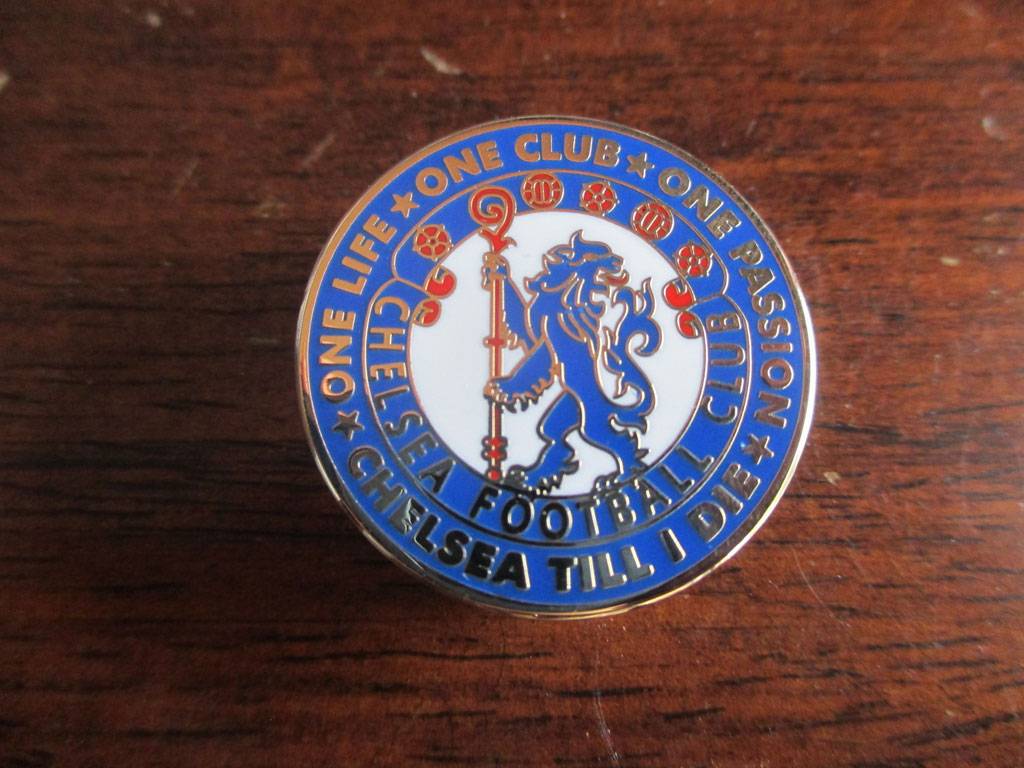 ONE LIFE ★ ONE CLUB ★ ONE PASSION ★
CHELSEA TILL I DIE ★
CHELSEA FOOTBALL CLUB